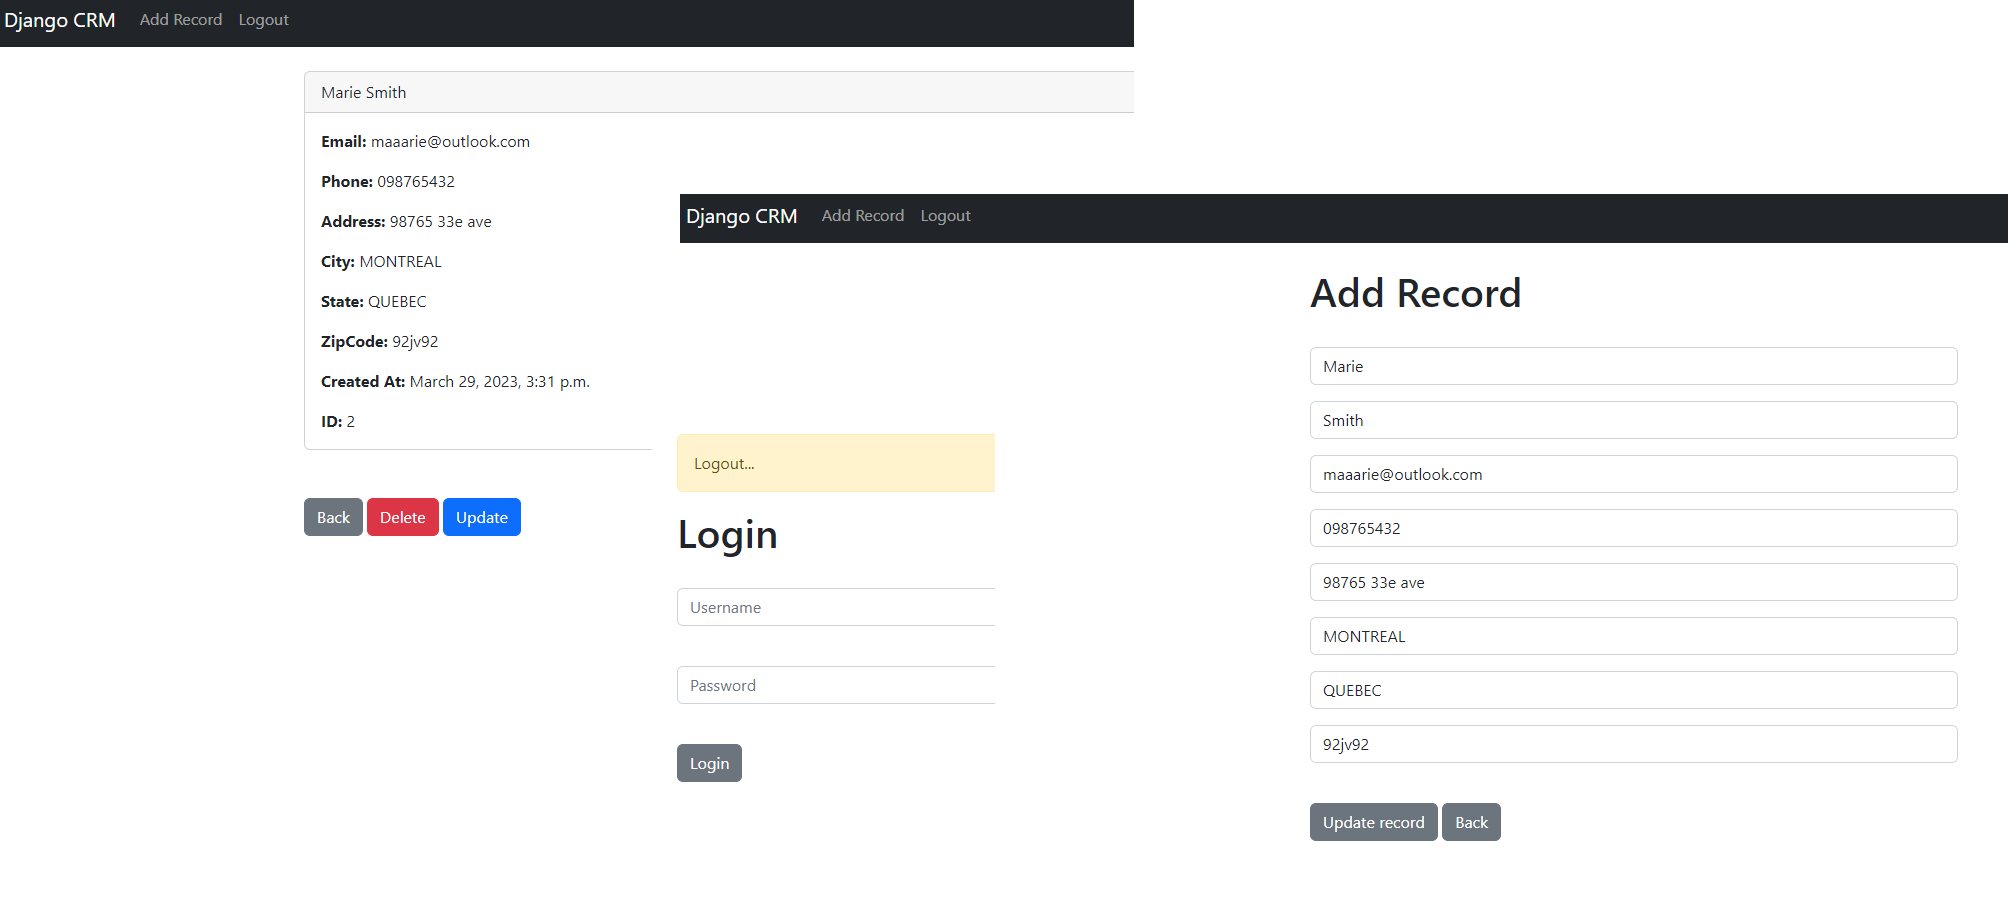 Django CRM Add Record Logout
Marie Smith
Email: maaarie@outlook.com
Phone: 098765432
Address: 98765 33e ave
City: MONTREAL
State: QUEBEC
ZipCode: 92jv92
Created At: March 29, 2023, 3:31 p.m.
ID: 2
Back Delete Update
Logout...
Login
Username
Password
Login
Django CRM Add Record Logout
Add Record
Marie
Smith
maaarie@outlook.com
098765432
98765 33e ave
MONTREAL
QUEBEC
92jv92
Update record Back